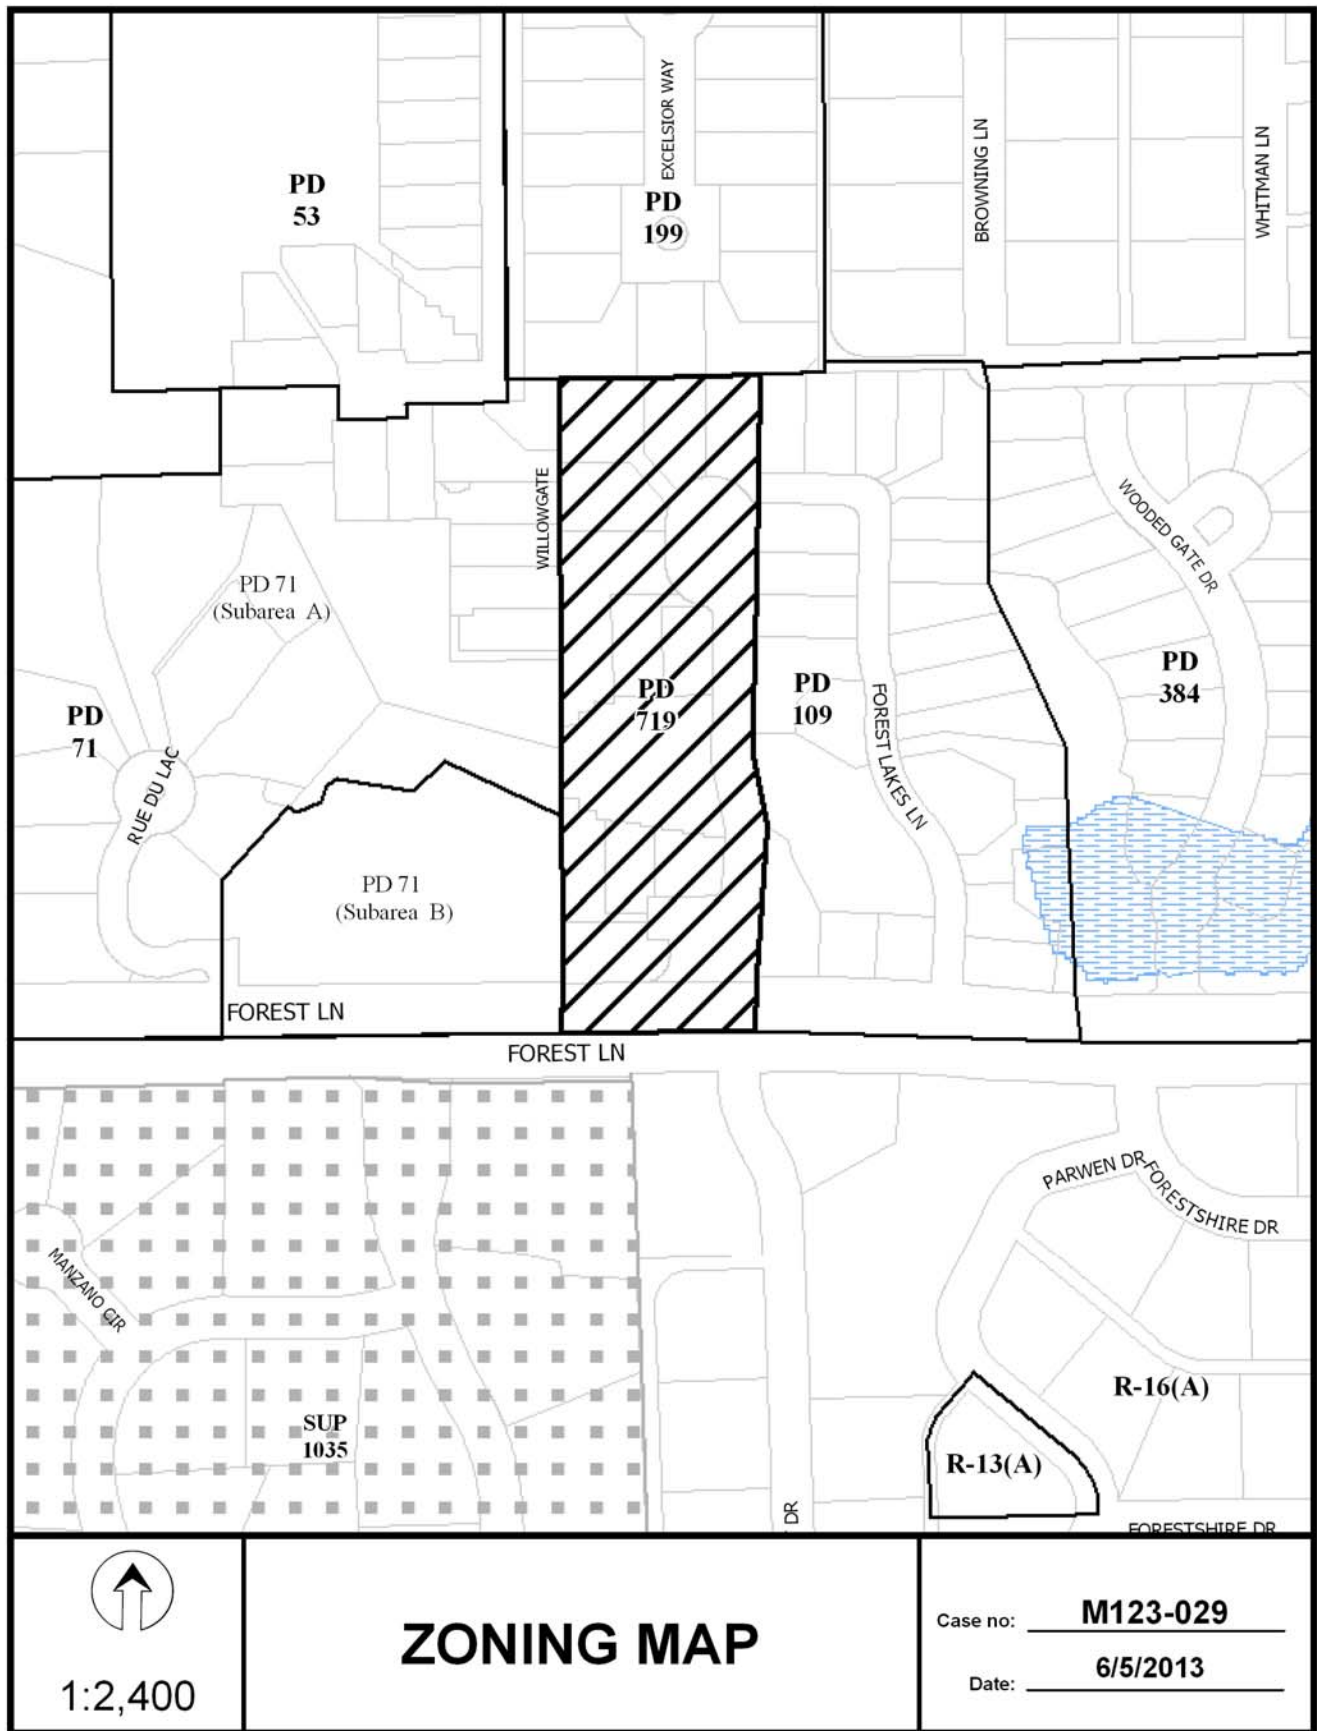 EXCELSIOR WAY
BROWNING LN
WHITMAN LN
PD
53
PD
199
WILLOWGATE
WOODED GATE DR
PD 71
(Subarea A)
PD
71
RUE DU LAC
PD
719
PD
109
FOREST LAKES LN
PD
384
PD 71
(Subarea B)
FOREST LN
FOREST LN
PARWEN DR
FORESTSHIRE DR
MANZANO CIR
SUP
1035
R-16(A)
R-13(A)
DR
FORESTSHIRE DR
1:2,400
ZONING MAP
Case no: M123-029
Date: 6/5/2013